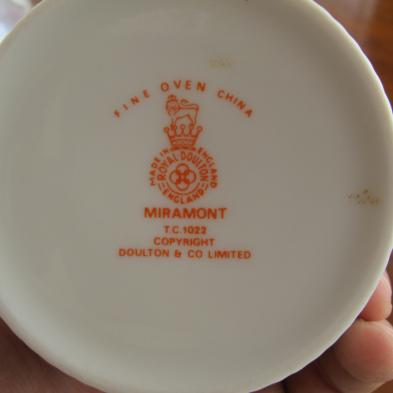 FINE OVEN CHINA
MADE IN ENGLAND
ROYAL DOULTON
ENGLAND
MIRAMONT
T.C.1022
COPYRIGHT
DOULTON & CO LIMITED